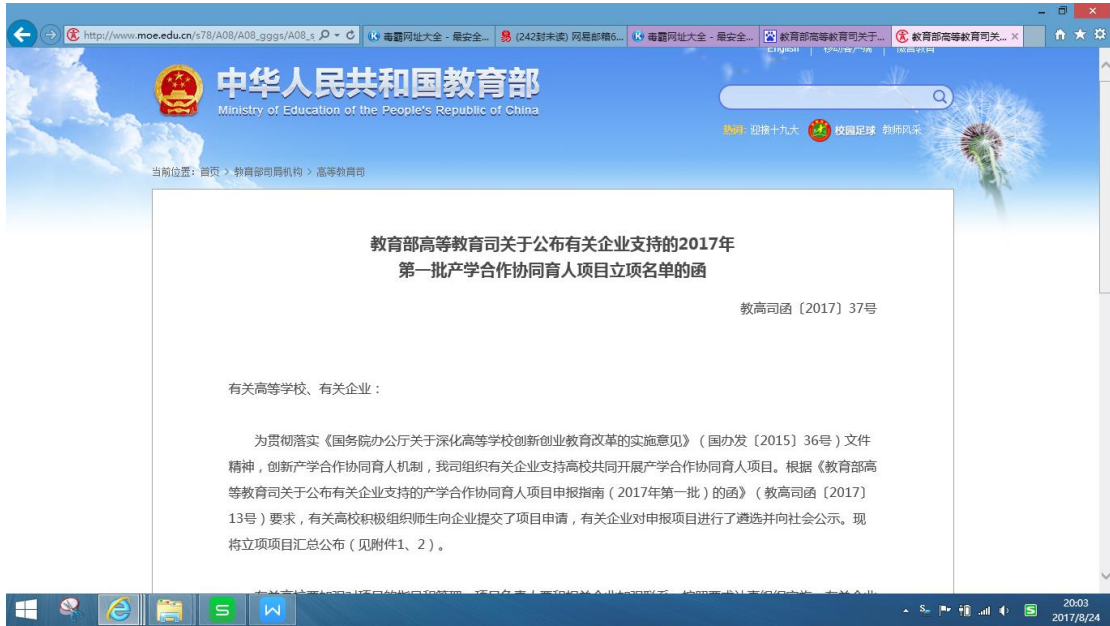 http://www.moe.edu.cn/s78/A08/A08_gggs/A08_s
毒霸网址大全 - 最安全...
(242封未读) 网易邮箱6...
毒霸网址大全 - 最安全...
教育部高等教育司关于...
教育部高等教育司关...
English | 移动客户端 | 微言教育
中华人民共和国教育部
Ministry of Education of the People's Republic of China
热词: 迎接十九大 校园足球 教师风采
当前位置: 首页 > 教育部司局机构 > 高等教育司
教育部高等教育司关于公布有关企业支持的2017年
第一批产学合作协同育人项目立项名单的函
教高司函〔2017〕37号
有关高等学校、有关企业：
为贯彻落实《国务院办公厅关于深化高等学校创新创业教育改革的实施意见》（国办发〔2015〕36号）文件
精神，创新产学合作协同育人机制，我司组织有关企业支持高校共同开展产学合作协同育人项目。根据《教育部高
等教育司关于公布有关企业支持的产学合作协同育人项目申报指南（2017年第一批）的函》（教高司函〔2017〕
13号）要求，有关高校积极组织师生向企业提交了项目申请，有关企业对申报项目进行了遴选并向社会公示。现
将立项项目汇总公布（见附件1、2）。
20:03
2017/8/24